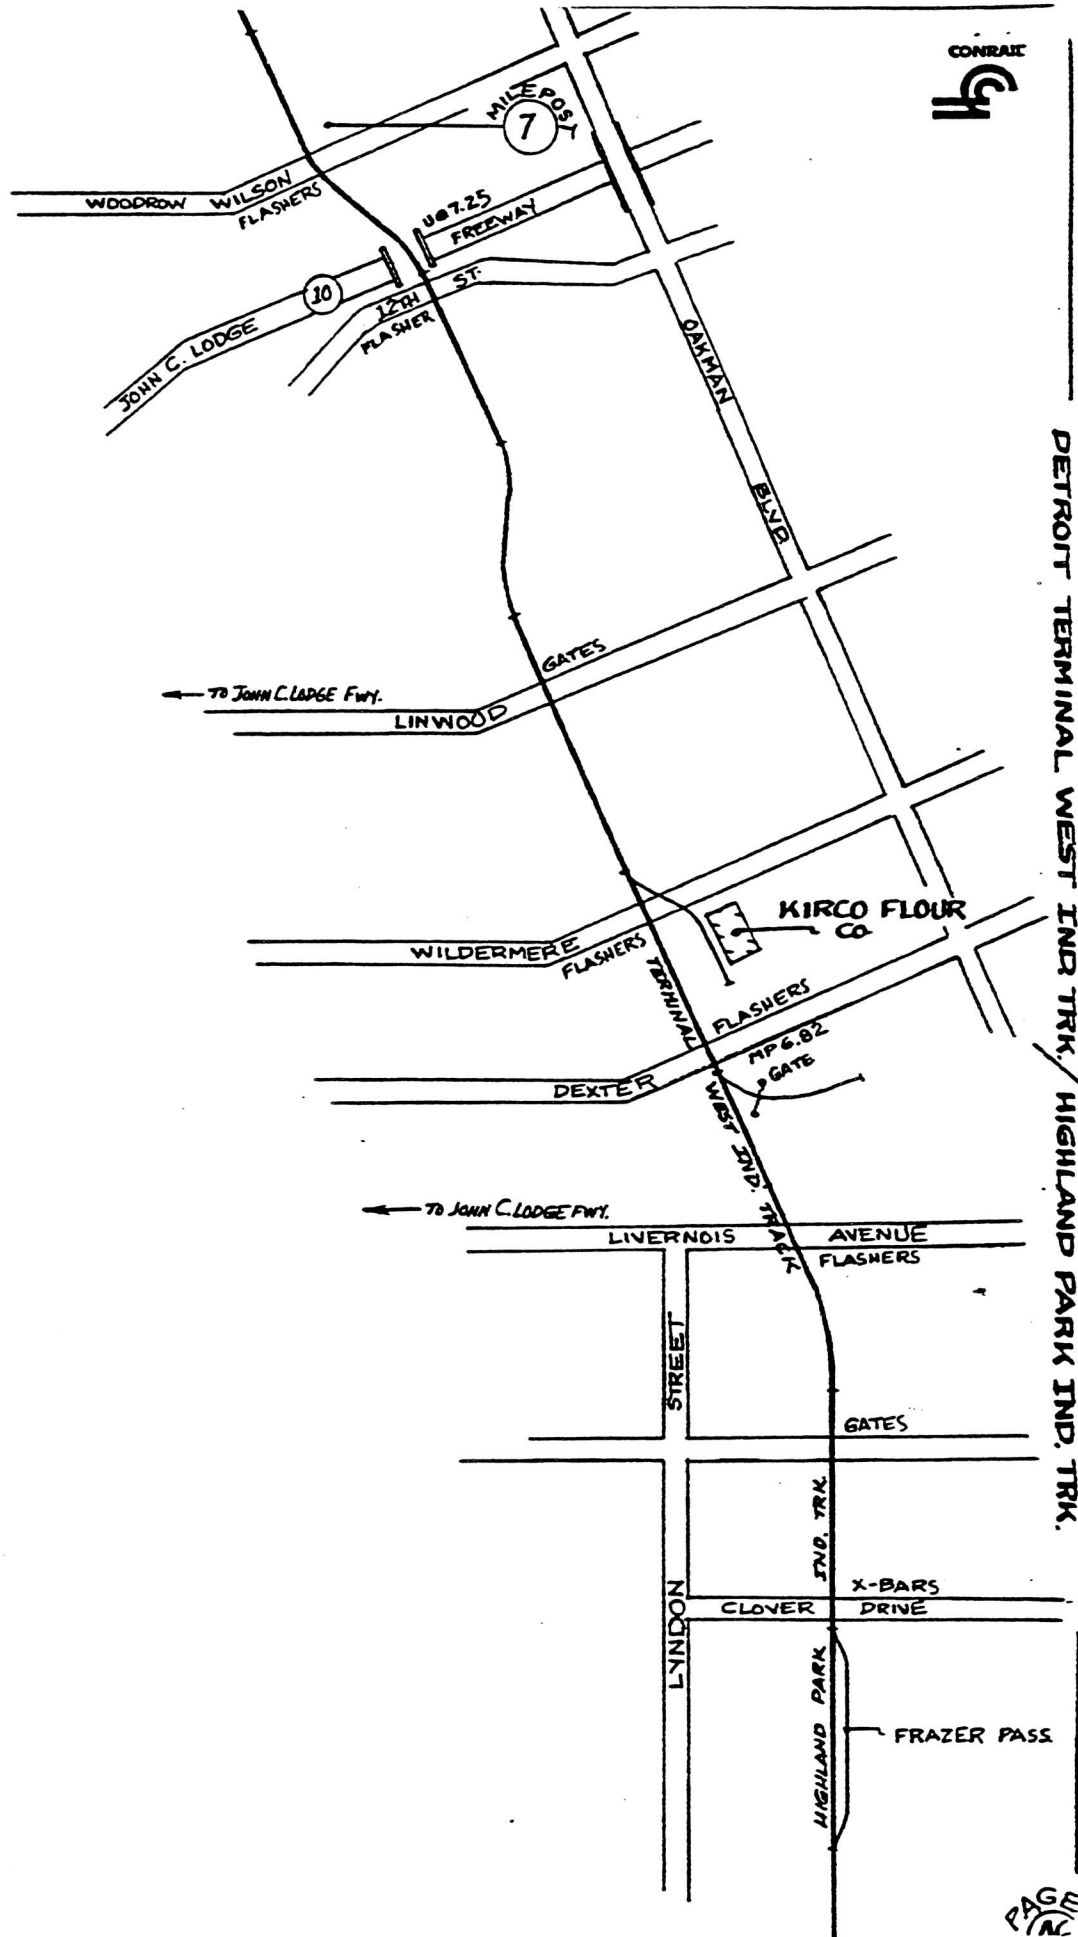 CONRAIL
MILEPOST
7
WOODROW WILSON
FLASHERS
U@7.25
FREEWAY
10
12TH ST.
FLASHER
JOHN C. LODGE
OAKMAN BLVD.
DETROIT TERMINAL WEST IND TRK. / HIGHLAND PARK IND. TRK.
GATES
TO JOHN C. LODGE FWY.
LINWOOD
KIRCO FLOUR
CO.
WILDERMERE
FLASHERS
FLASHERS
MP 6.82
GATE
DEXTER
TERMINAL WEST IND. TRACK
TO JOHN C. LODGE FWY.
LIVERNOIS AVENUE
FLASHERS
LYNDON STREET
GATES
X-BARS
CLOVER DRIVE
HIGHLAND PARK IND. TRK.
FRAZER PASS
PAGE